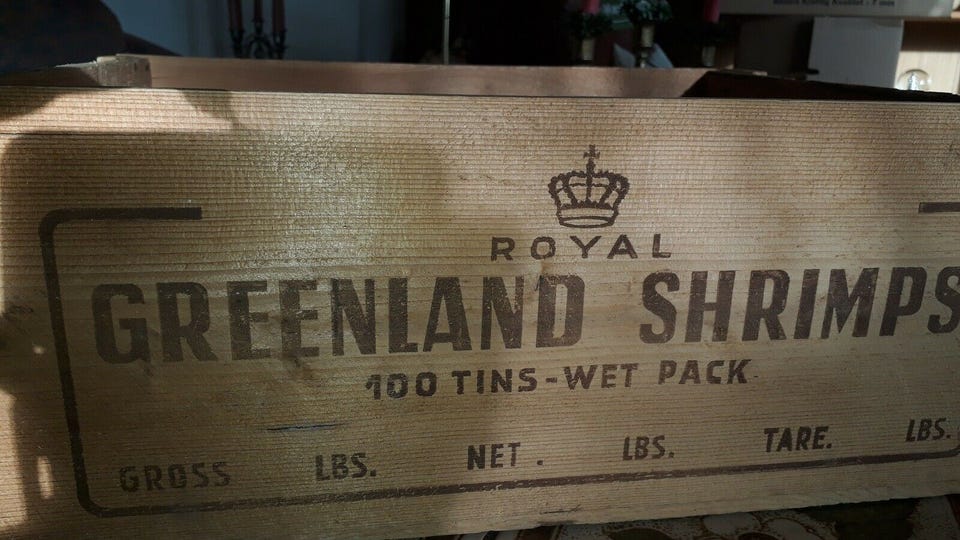 ROYAL
GREENLAND SHRIMPS
100 TINS-WET PACK
GROSS LBS. NET. LBS. TARE. LBS.